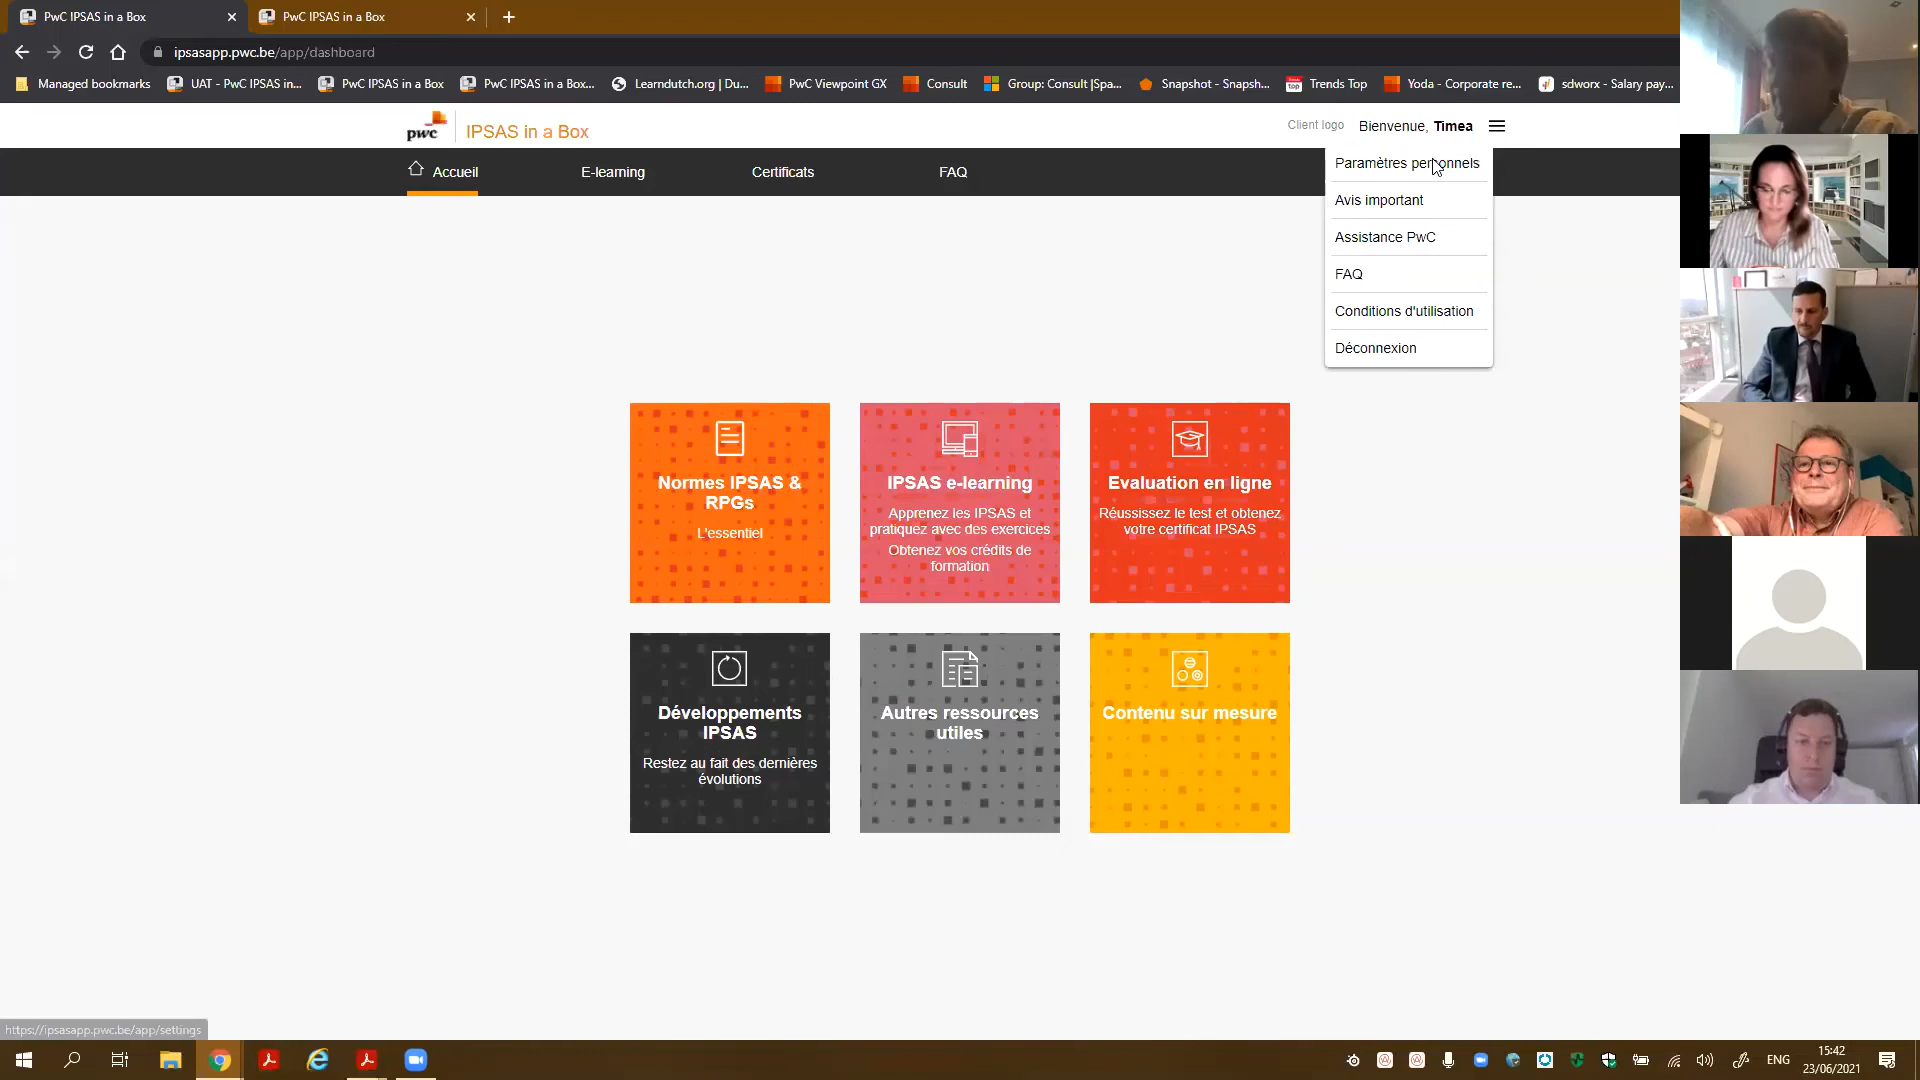 PwC IPSAS in a Box
PwC IPSAS in a Box
ipsasapp.pwc.be/app/dashboard
Managed bookmarks
UAT - PwC IPSAS in...
PwC IPSAS in a Box
PwC IPSAS in a Box...
Learndutch.org | Du...
PwC Viewpoint GX
Consult
Group: Consult |Spa...
Snapshot - Snapsh...
Trends Top
Yoda - Corporate re...
sdworx - Salary pay...
pwc
IPSAS in a Box
Client logo
Bienvenue, Timea
Accueil
E-learning
Certificats
FAQ
Paramètres personnels
Avis important
Assistance PwC
FAQ
Conditions d'utilisation
Déconnexion
Normes IPSAS &
RPGs
L'essentiel
IPSAS e-learning
Apprenez les IPSAS et
pratiquez avec des exercices
Obtenez vos crédits de
formation
Evaluation en ligne
Réussissez le test et obtenez
votre certificat IPSAS
Développements
IPSAS
Restez au fait des dernières
évolutions
Autres ressources
utiles
Contenu sur mesure
https://ipsasapp.pwc.be/app/settings
ENG
15:42
23/06/2021